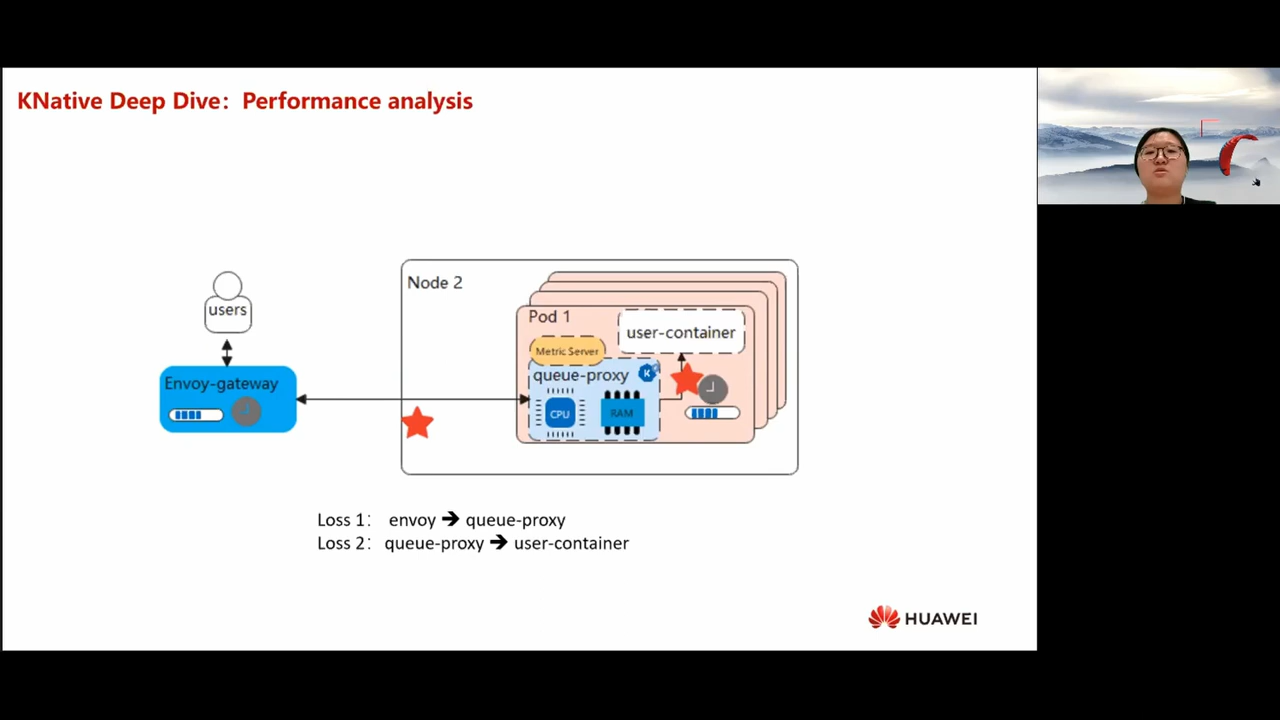 KNative Deep Dive: Performance analysis
users
Envoy-gateway
Node 2
Pod 1
user-container
Metric Server
queue-proxy
K
CPU
RAM
Loss 1: envoy ➔ queue-proxy
Loss 2: queue-proxy ➔ user-container
HUAWEI